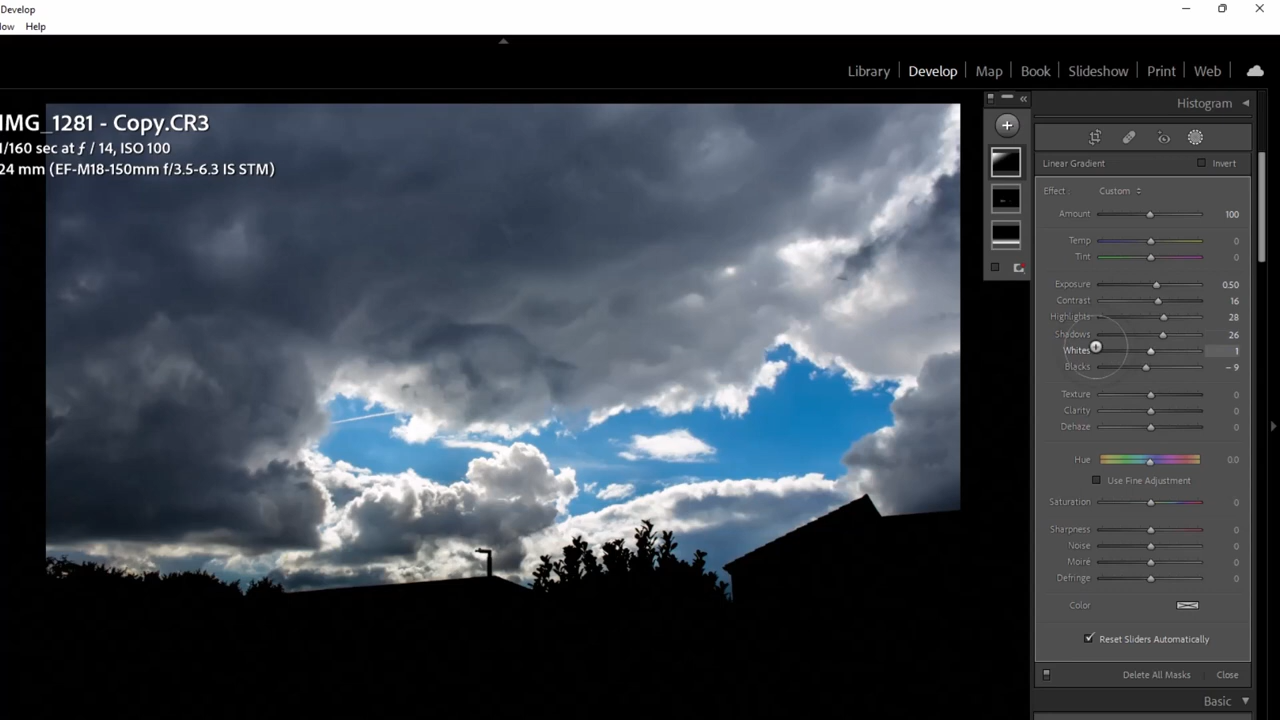 Develop
Help
Library Develop Map Book Slideshow Print Web
IMG_1281 - Copy.CR3
1/160 sec at ƒ / 14, ISO 100
24 mm (EF-M18-150mm f/3.5-6.3 IS STM)
Histogram
Linear Gradient Invert
Effect : Custom
Amount 100
Temp 0
Tint 0
Exposure 0.50
Contrast 16
Highlights 28
Shadows 26
Whites 1
Blacks – 9
Texture 0
Clarity 0
Dehaze 0
Hue 0.0
Use Fine Adjustment
Saturation 0
Sharpness 0
Noise 0
Moiré 0
Defringe 0
Color
Reset Sliders Automatically
Delete All Masks Close
Basic